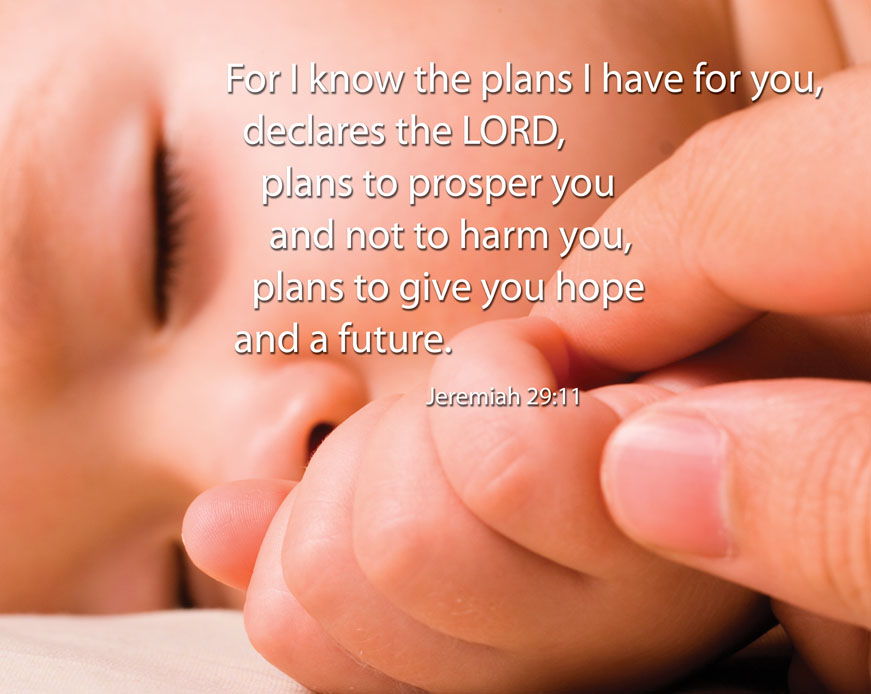 For I know the plans I have for you,
declares the LORD,
plans to prosper you
and not to harm you,
plans to give you hope
and a future.
Jeremiah 29:11